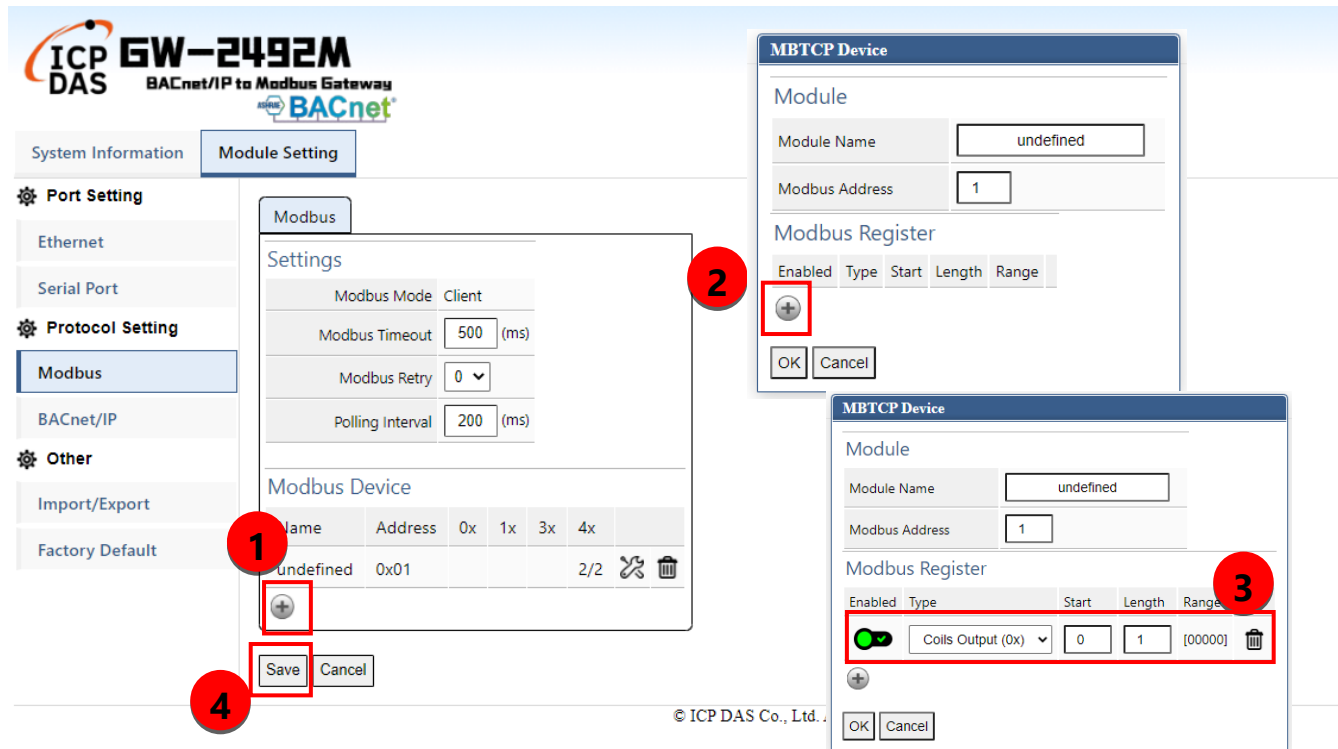 ICP DAS GW-2492M
BACnet/IP to Modbus Gateway
ASHRAE BACnet
System Information Module Setting
Port Setting
Ethernet
Serial Port
Protocol Setting
Modbus
BACnet/IP
Other
Import/Export
Factory Default
Modbus
Settings
Modbus Mode Client
Modbus Timeout 500 (ms)
Modbus Retry 0
Polling Interval 200 (ms)
Modbus Device
Name Address 0x 1x 3x 4x
1
undefined 0x01 2/2
Save Cancel
4
© ICP DAS Co., Ltd.
MBTCP Device
Module
Module Name undefined
Modbus Address 1
Modbus Register
2
Enabled Type Start Length Range
OK Cancel
MBTCP Device
Module
Module Name undefined
Modbus Address 1
Modbus Register
3
Enabled Type Start Length Range
Coils Output (0x) 0 1 [00000]
OK Cancel